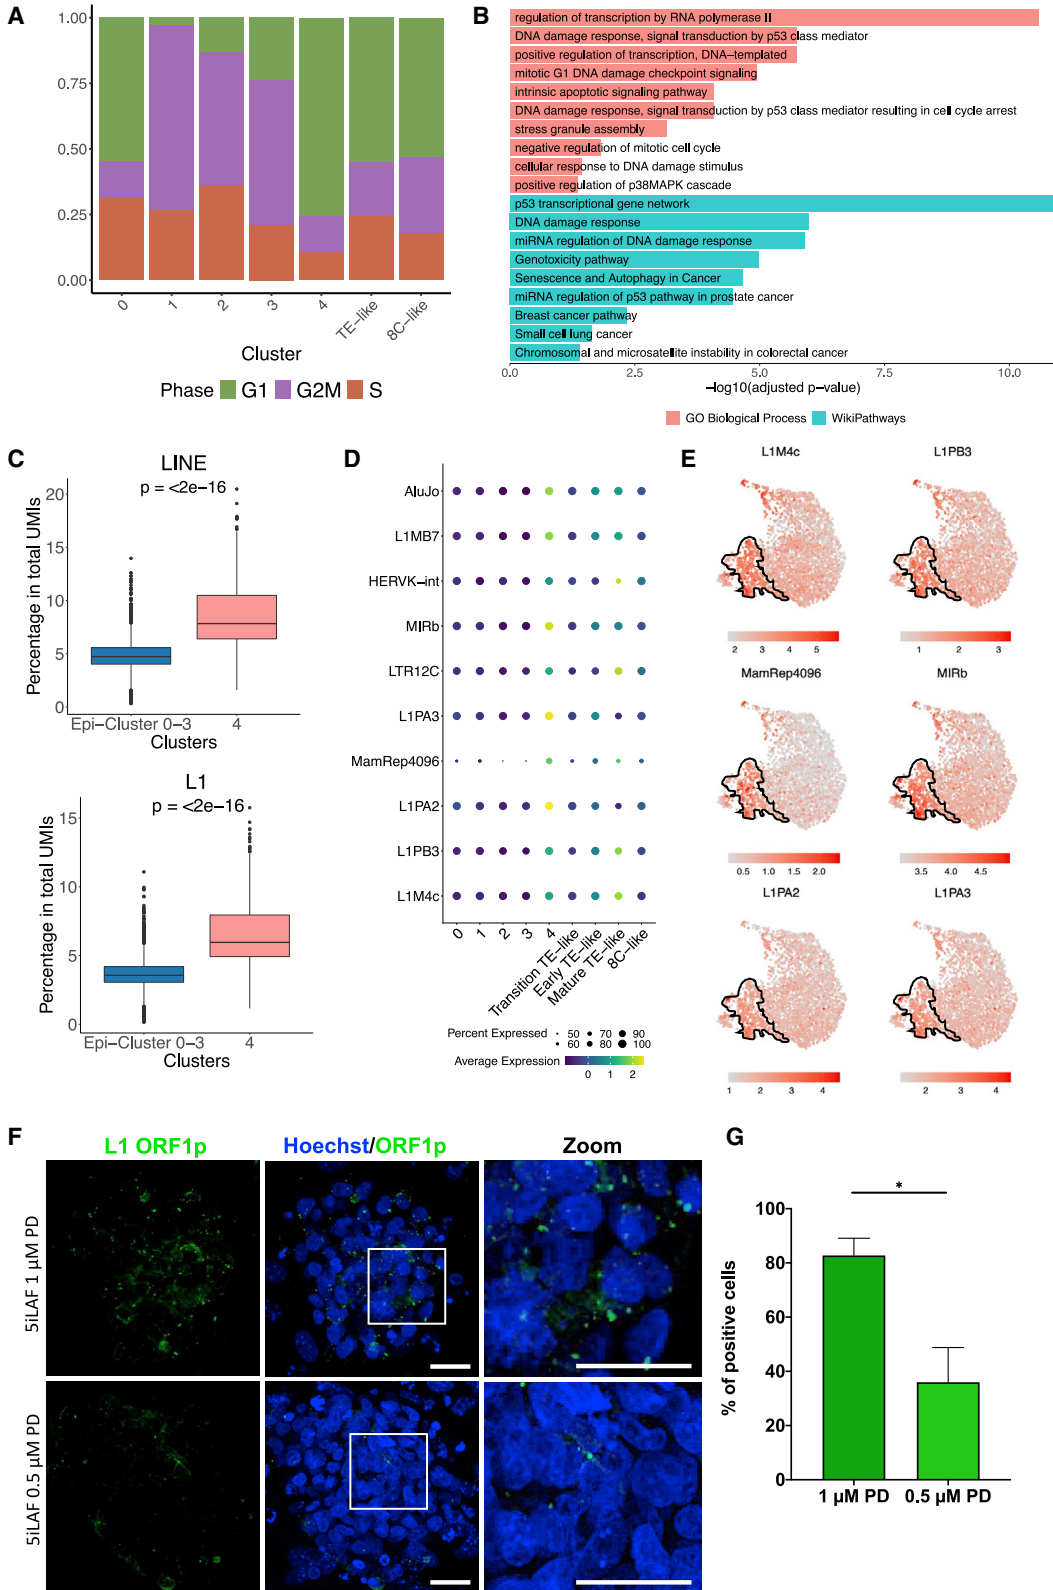 A
1.00
0.75
0.50
0.25
0.00
0
1
2
3
4
TE-like
8C-like
Cluster
Phase G1 G2M S
B
regulation of transcription by RNA polymerase II
DNA damage response, signal transduction by p53 class mediator
positive regulation of transcription, DNA-templated
mitotic G1 DNA damage checkpoint signaling
intrinsic apoptotic signaling pathway
DNA damage response, signal transduction by p53 class mediator resulting in cell cycle arrest
stress granule assembly
negative regulation of mitotic cell cycle
cellular response to DNA damage stimulus
positive regulation of p38MAPK cascade
p53 transcriptional gene network
DNA damage response
miRNA regulation of DNA damage response
Genotoxicity pathway
Senescence and Autophagy in Cancer
miRNA regulation of p53 pathway in prostate cancer
Breast cancer pathway
Small cell lung cancer
Chromosomal and microsatellite instability in colorectal cancer
0.0 2.5 5.0 7.5 10.0
-log10(adjusted p-value)
GO Biological Process WikiPathways
C
LINE
p = <2e-16
Percentage in total UMIs
20
15
10
5
0
Epi-Cluster 0-3 4
Clusters
L1
p = <2e-16
Percentage in total UMIs
15
10
5
0
Epi-Cluster 0-3 4
Clusters
D
AluJo
L1MB7
HERVK-int
MIRb
LTR12C
L1PA3
MamRep4096
L1PA2
L1PB3
L1M4c
0
1
2
3
4
Transition TE-like
Early TE-like
Mature TE-like
8C-like
Percent Expressed 50 70 90
60 80 100
Average Expression
0 1 2
E
L1M4c L1PB3
2 3 4 5 1 2 3
MamRep4096 MIRb
0.5 1.0 1.5 2.0 3.5 4.0 4.5
L1PA2 L1PA3
1 2 3 4 2 3 4
F
L1 ORF1p Hoechst/ORF1p Zoom
5iLAF 1 µM PD
5iLAF 0.5 µM PD
G
*
% of positive cells
100
80
60
40
20
0
1 µM PD 0.5 µM PD